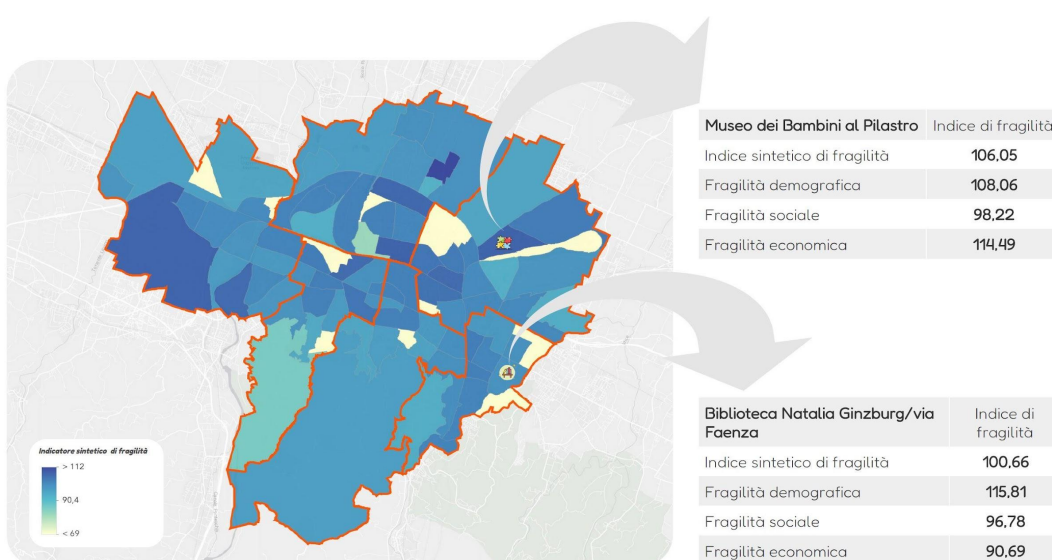 Museo dei Bambini al Pilastro Indice di fragilità
Indice sintetico di fragilità 106,05
Fragilità demografica 108,06
Fragilità sociale 98,22
Fragilità economica 114,49
Biblioteca Natalia Ginzburg/via Faenza Indice di fragilità
Indice sintetico di fragilità 100,66
Fragilità demografica 115,81
Fragilità sociale 96,78
Fragilità economica 90,69
Indicatore sintetico di fragilità
> 112
90,4
< 69